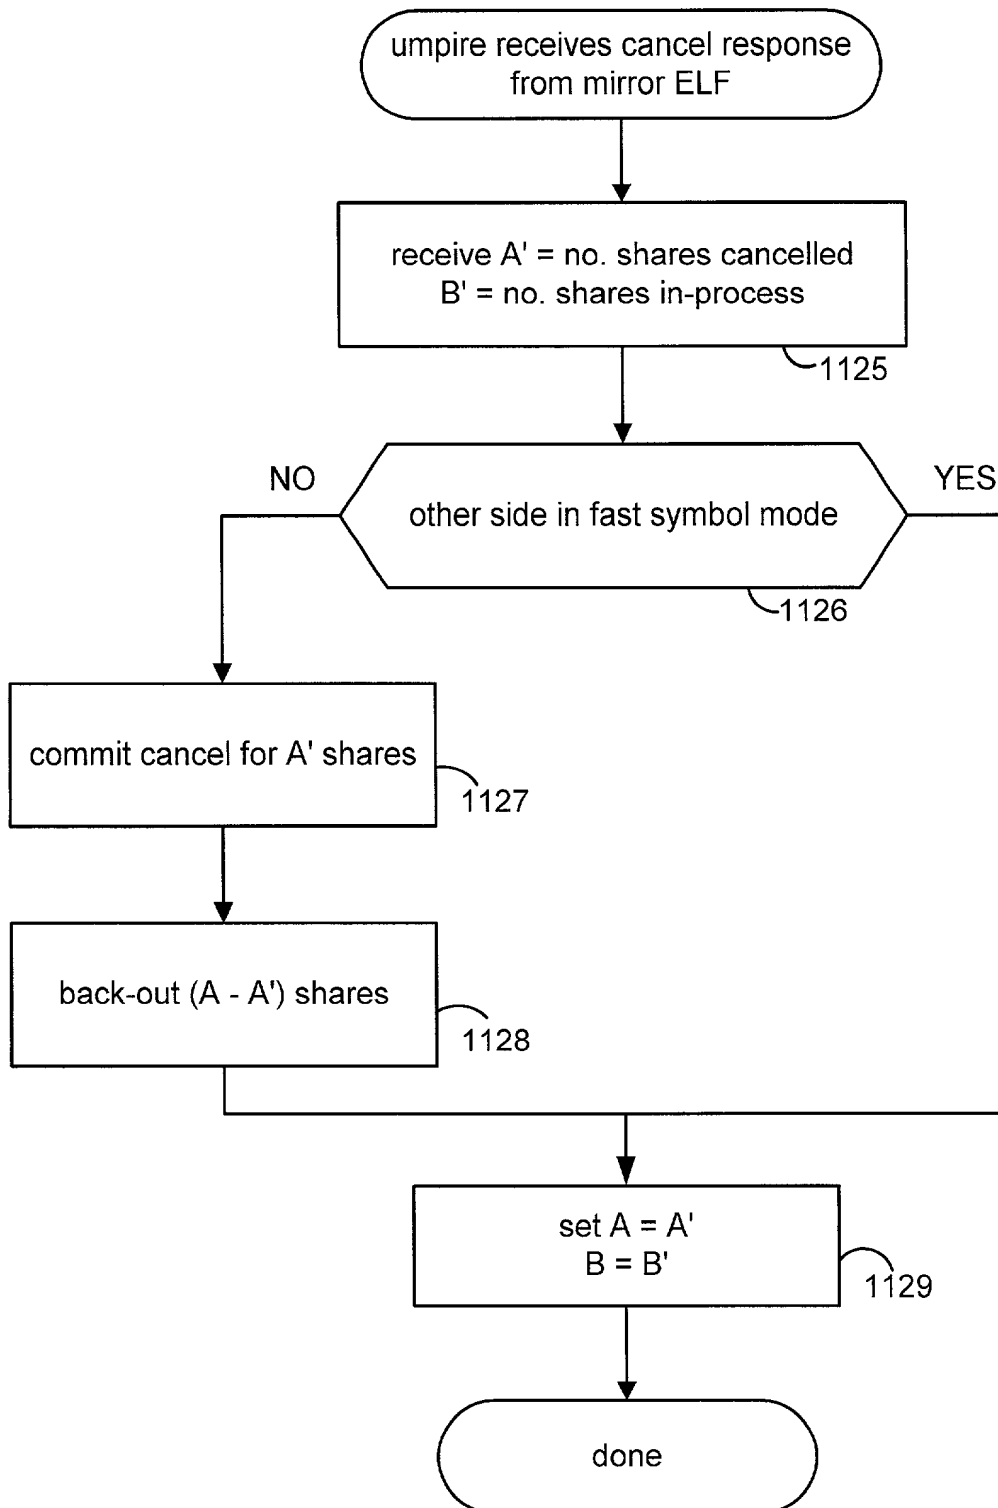 umpire receives cancel response
from mirror ELF
receive A' = no. shares cancelled
B' = no. shares in-process
1125
NO
YES
other side in fast symbol mode
1126
commit cancel for A' shares
1127
back-out (A - A') shares
1128
set A = A'
B = B'
1129
done